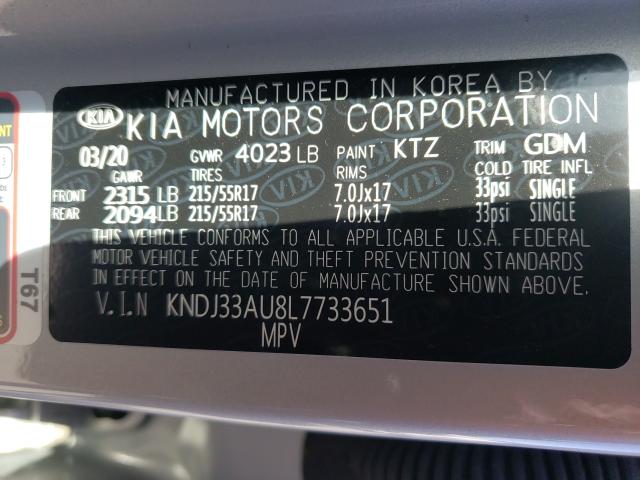 MANUFACTURED IN KOREA BY
KIA KIA MOTORS CORPORATION
03/20 GVWR 4023 LB PAINT KTZ TRIM GDM
GAWR TIRES RIMS COLD TIRE INFL
FRONT 2315 LB 215/55R17 7.0Jx17 33psi SINGLE
REAR 2094 LB 215/55R17 7.0Jx17 33psi SINGLE
THIS VEHICLE CONFORMS TO ALL APPLICABLE U.S.A. FEDERAL
MOTOR VEHICLE SAFETY AND THEFT PREVENTION STANDARDS
IN EFFECT ON THE DATE OF MANUFACTURE SHOWN ABOVE.
V.I.N KNDJ33AU8L7733651
MPV
T67